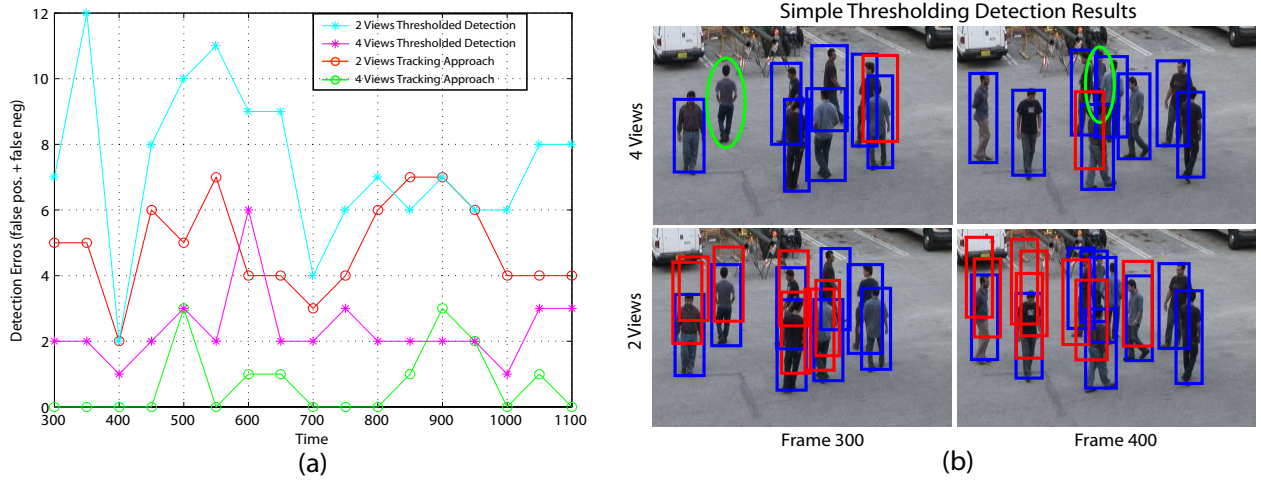 Simple Thresholding Detection Results
12
10
8
6
4
2
0
Detection Erros (false pos. + false neg)
2 Views Thresholded Detection
4 Views Thresholded Detection
2 Views Tracking Approach
4 Views Tracking Approach
300 400 500 600 700 800 900 1000 1100
Time
(a)
4 Views
2 Views
Frame 300 Frame 400
(b)